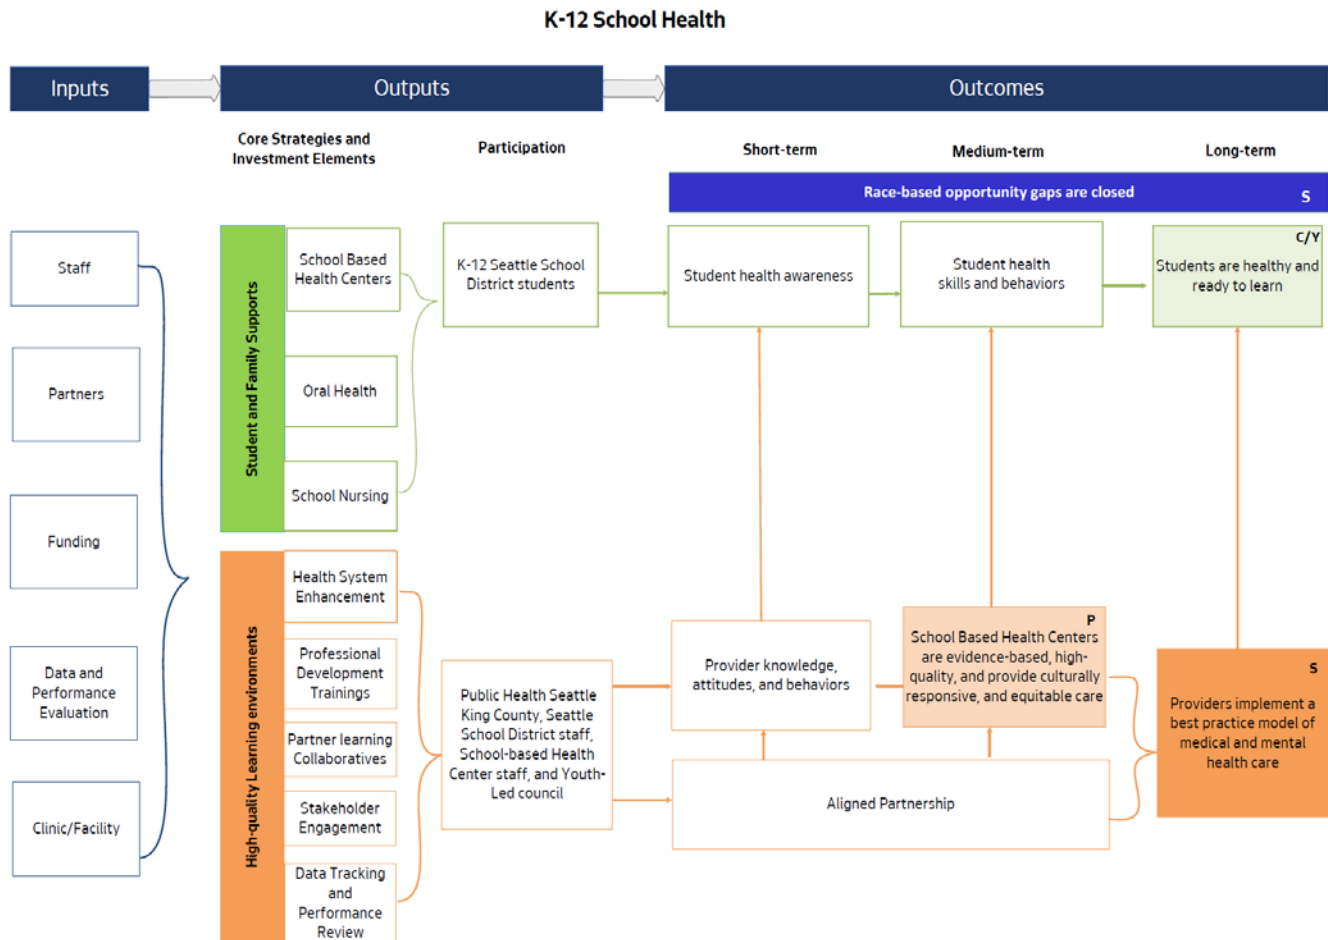 K-12 School Health
Inputs
Outputs
Outcomes
Core Strategies and
Investment Elements
Participation
Short-term
Medium-term
Long-term
Race-based opportunity gaps are closed
S
Staff
Partners
Funding
Data and
Performance
Evaluation
Clinic/Facility
Student and Family Supports
School Based
Health Centers
Oral Health
School Nursing
K-12 Seattle School
District students
Student health awareness
Student health
skills and behaviors
C/Y
Students are healthy and
ready to learn
High-quality Learning environments
Health System
Enhancement
Professional
Development
Trainings
Partner learning
Collaboratives
Stakeholder
Engagement
Data Tracking
and
Performance
Review
Public Health Seattle
King County, Seattle
School District staff,
School-based Health
Center staff, and Youth-
Led council
Provider knowledge,
attitudes, and behaviors
P
School Based Health Centers
are evidence-based, high-
quality, and provide culturally
responsive, and equitable care
Aligned Partnership
S
Providers implement a
best practice model of
medical and mental
health care